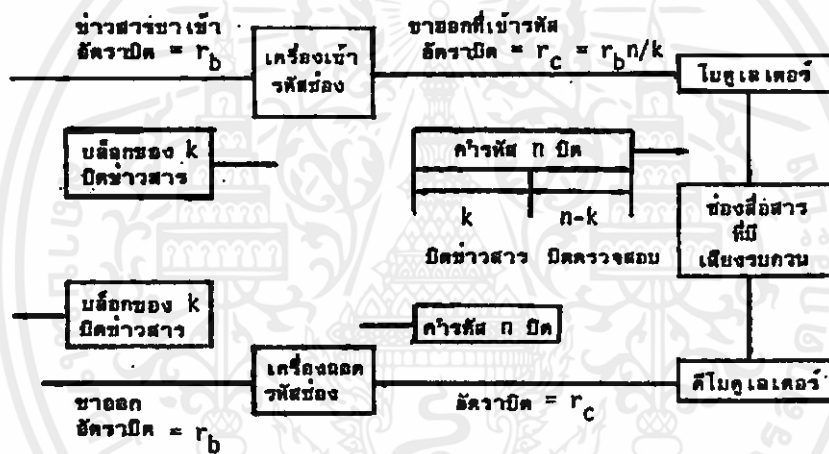 ข่าวสารขาเข้า
อัตราบิต = r_b
เครื่องเข้า
รหัสช่อง
ขาออกที่เข้ารหัส
อัตราบิต = r_c = r_b n/k
โมดูเลเตอร์
บล็อกของ k
บิตข่าวสาร
คำรหัส n บิต
k
n-k
บิตข่าวสาร บิตตรวจสอบ
ช่องสื่อสาร
ที่มี
เสียงรบกวน
บล็อกของ k
บิตข่าวสาร
คำรหัส n บิต
เครื่องถอด
รหัสช่อง
ดีโมดูเลเตอร์
ขาออก
อัตราบิต = r_b
อัตราบิต = r_c